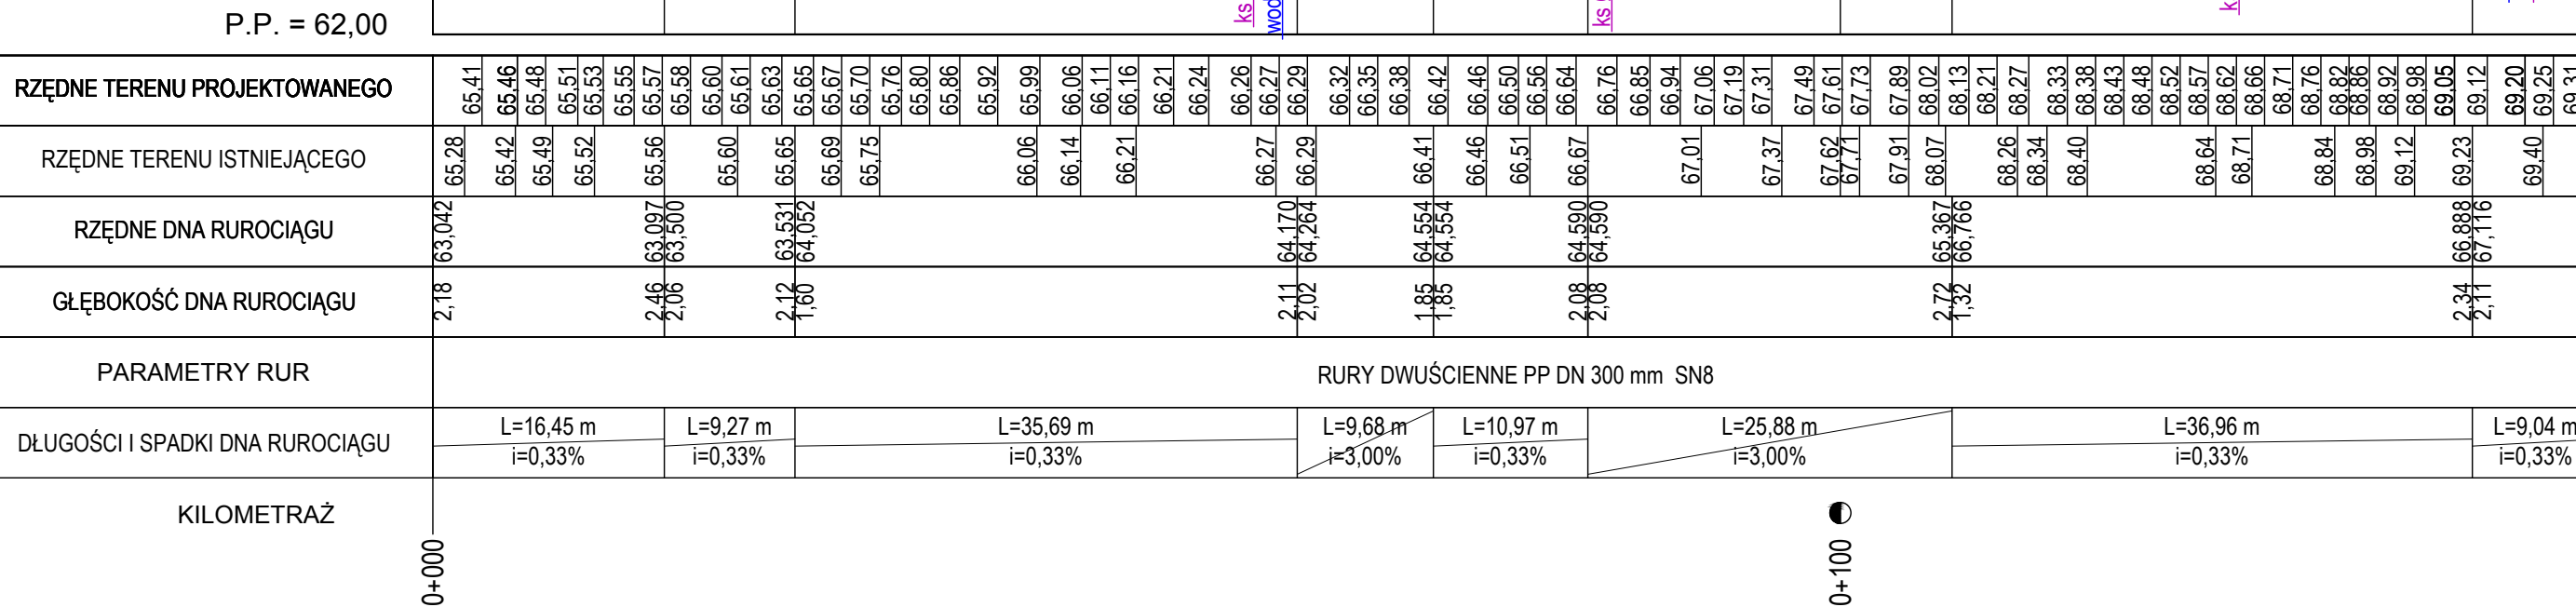 ks
wod
ks
k
P.P. = 62,00
RZĘDNE TERENU PROJEKTOWANEGO 65,41 65,46 65,48 65,51 65,53 65,55 65,57 65,58 65,60 65,61 65,63 65,65 65,67 65,70 65,76 65,80 65,86 65,92 65,99 66,06 66,11 66,16 66,21 66,24 66,26 66,27 66,29 66,32 66,35 66,38 66,42 66,46 66,50 66,56 66,64 66,76 66,85 66,94 67,06 67,19 67,31 67,49 67,61 67,73 67,89 68,02 68,13 68,21 68,27 68,33 68,38 68,43 68,48 68,52 68,57 68,62 68,66 68,71 68,76 68,82 68,86 68,92 68,98 69,05 69,12 69,20 69,25 69,31
RZĘDNE TERENU ISTNIEJĄCEGO 65,28 65,42 65,49 65,52 65,56 65,60 65,65 65,69 65,75 66,06 66,14 66,21 66,27 66,29 66,41 66,46 66,51 66,67 67,01 67,37 67,62 67,71 67,91 68,07 68,26 68,34 68,40 68,64 68,71 68,84 68,98 69,12 69,23 69,40
RZĘDNE DNA RUROCIĄGU 63,042 63,097 63,500 63,531 64,052 64,170 64,264 64,554 64,554 64,590 64,590 65,367 66,766 66,888 67,116
GŁĘBOKOŚĆ DNA RUROCIĄGU 2,18 2,46 2,06 2,12 1,60 2,11 2,02 1,85 1,85 2,08 2,08 2,72 1,32 2,34 2,11
PARAMETRY RUR RURY DWUŚCIENNE PP DN 300 mm SN8
DŁUGOŚCI I SPADKI DNA RUROCIĄGU
L=16,45 m L=9,27 m L=35,69 m L=9,68 m L=10,97 m L=25,88 m L=36,96 m L=9,04 m
i=0,33% i=0,33% i=0,33% i=3,00% i=0,33% i=3,00% i=0,33% i=0,33%
KILOMETRAŻ
0+000 0+100